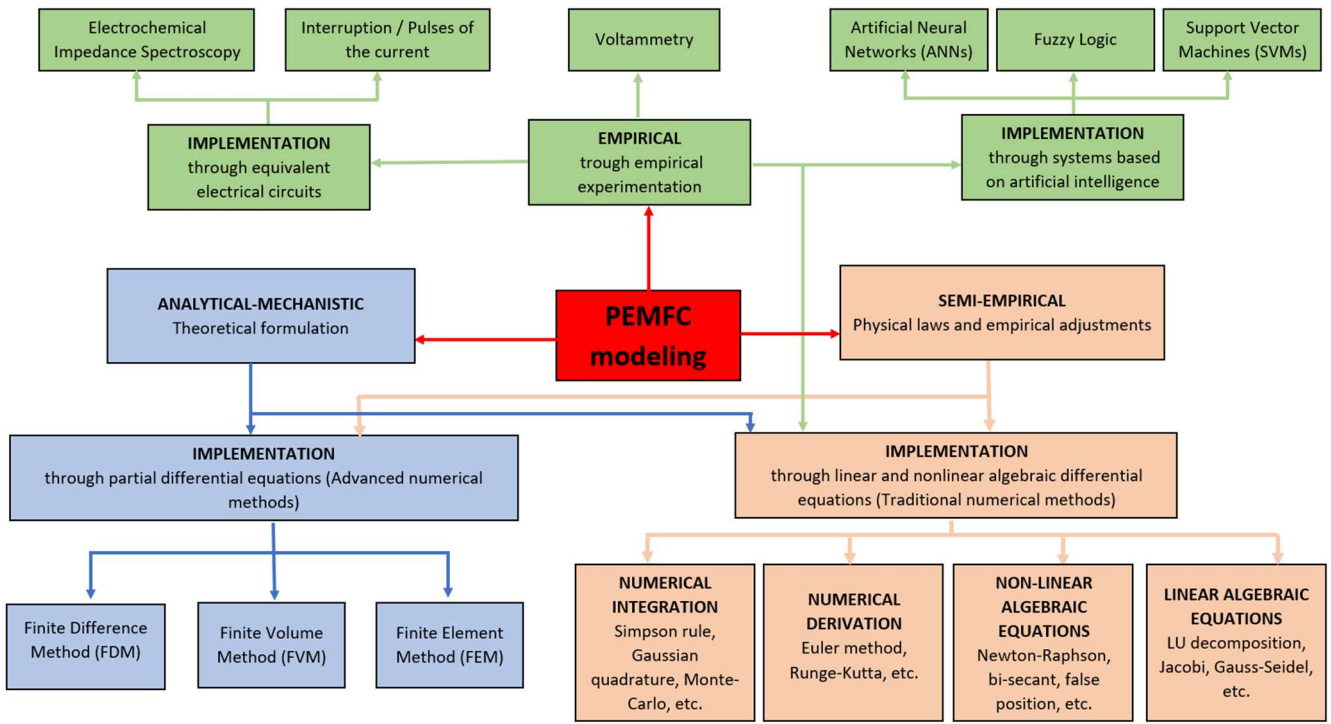 Electrochemical
Impedance Spectroscopy
Interruption / Pulses of
the current
Voltammetry
Artificial Neural
Networks (ANNs)
Fuzzy Logic
Support Vector
Machines (SVMs)
IMPLEMENTATION
through equivalent
electrical circuits
EMPIRICAL
trough empirical
experimentation
IMPLEMENTATION
through systems based
on artificial intelligence
ANALYTICAL-MECHANISTIC
Theoretical formulation
PEMFC
modeling
SEMI-EMPIRICAL
Physical laws and empirical adjustments
IMPLEMENTATION
through partial differential equations (Advanced numerical
methods)
IMPLEMENTATION
through linear and nonlinear algebraic differential
equations (Traditional numerical methods)
Finite Difference
Method (FDM)
Finite Volume
Method (FVM)
Finite Element
Method (FEM)
NUMERICAL
INTEGRATION
Simpson rule,
Gaussian
quadrature, Monte-
Carlo, etc.
NUMERICAL
DERIVATION
Euler method,
Runge-Kutta, etc.
NON-LINEAR
ALGEBRAIC
EQUATIONS
Newton-Raphson,
bi-secant, false
position, etc.
LINEAR ALGEBRAIC
EQUATIONS
LU decomposition,
Jacobi, Gauss-Seidel,
etc.